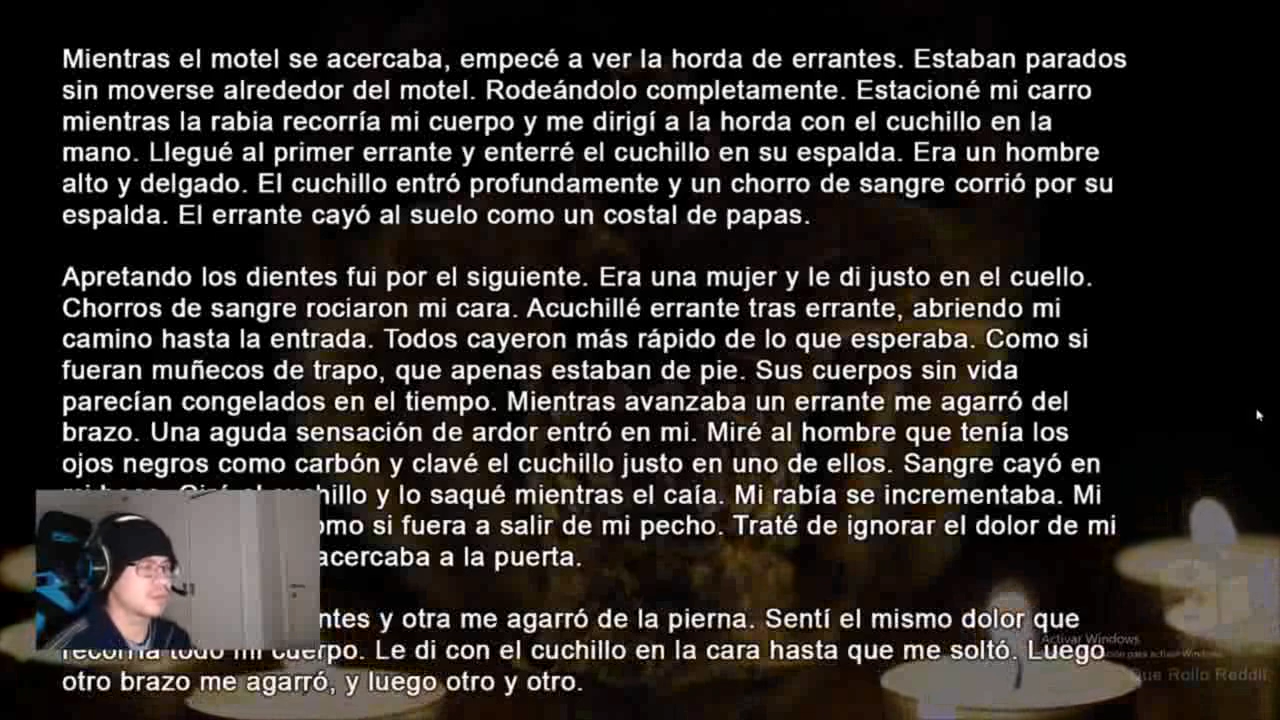 Mientras el motel se acercaba, empecé a ver la horda de errantes. Estaban parados
sin moverse alrededor del motel. Rodeándolo completamente. Estacioné mi carro
mientras la rabia recorría mi cuerpo y me dirigí a la horda con el cuchillo en la
mano. Llegué al primer errante y enterré el cuchillo en su espalda. Era un hombre
alto y delgado. El cuchillo entró profundamente y un chorro de sangre corrió por su
espalda. El errante cayó al suelo como un costal de papas.
Apretando los dientes fui por el siguiente. Era una mujer y le di justo en el cuello.
Chorros de sangre rociaron mi cara. Acuchillé errante tras errante, abriendo mi
camino hasta la entrada. Todos cayeron más rápido de lo que esperaba. Como si
fueran muñecos de trapo, que apenas estaban de pie. Sus cuerpos sin vida
parecían congelados en el tiempo. Mientras avanzaba un errante me agarró del
brazo. Una aguda sensación de ardor entró en mi. Miré al hombre que tenía los
ojos negros como carbón y clavé el cuchillo justo en uno de ellos. Sangre cayó en
y lo saqué mientras el caía. Mi rabía se incrementaba. Mi
si fuera a salir de mi pecho. Traté de ignorar el dolor de mi
acercaba a la puerta.
y otra me agarró de la pierna. Sentí el mismo dolor que
recorría todo mi cuerpo. Le di con el cuchillo en la cara hasta que me soltó. Luego
otro brazo me agarró, y luego otro y otro.
Activar Windows
para activar Windows.
Que Rollo Reddit